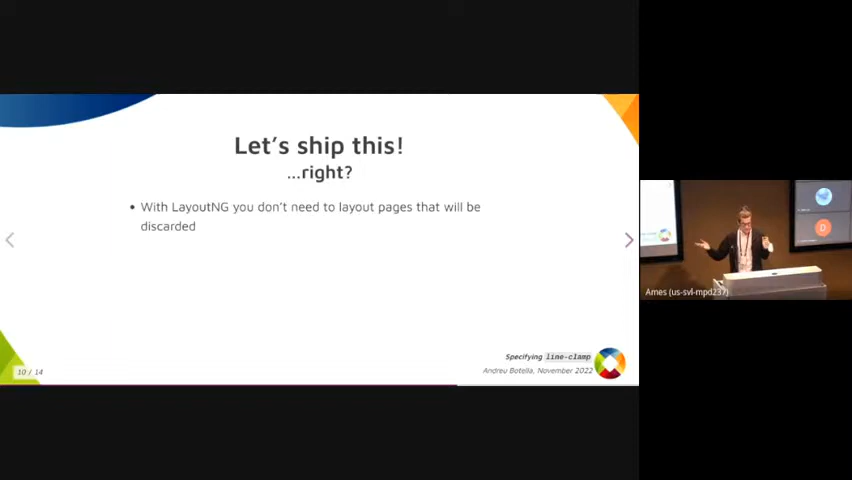 Let's ship this!
...right?
• With LayoutNG you don't need to layout pages that will be
discarded
10 / 14
Specifying line-clamp
Andreu Botella, November 2022
Ames (us-svl-mpd237)
D